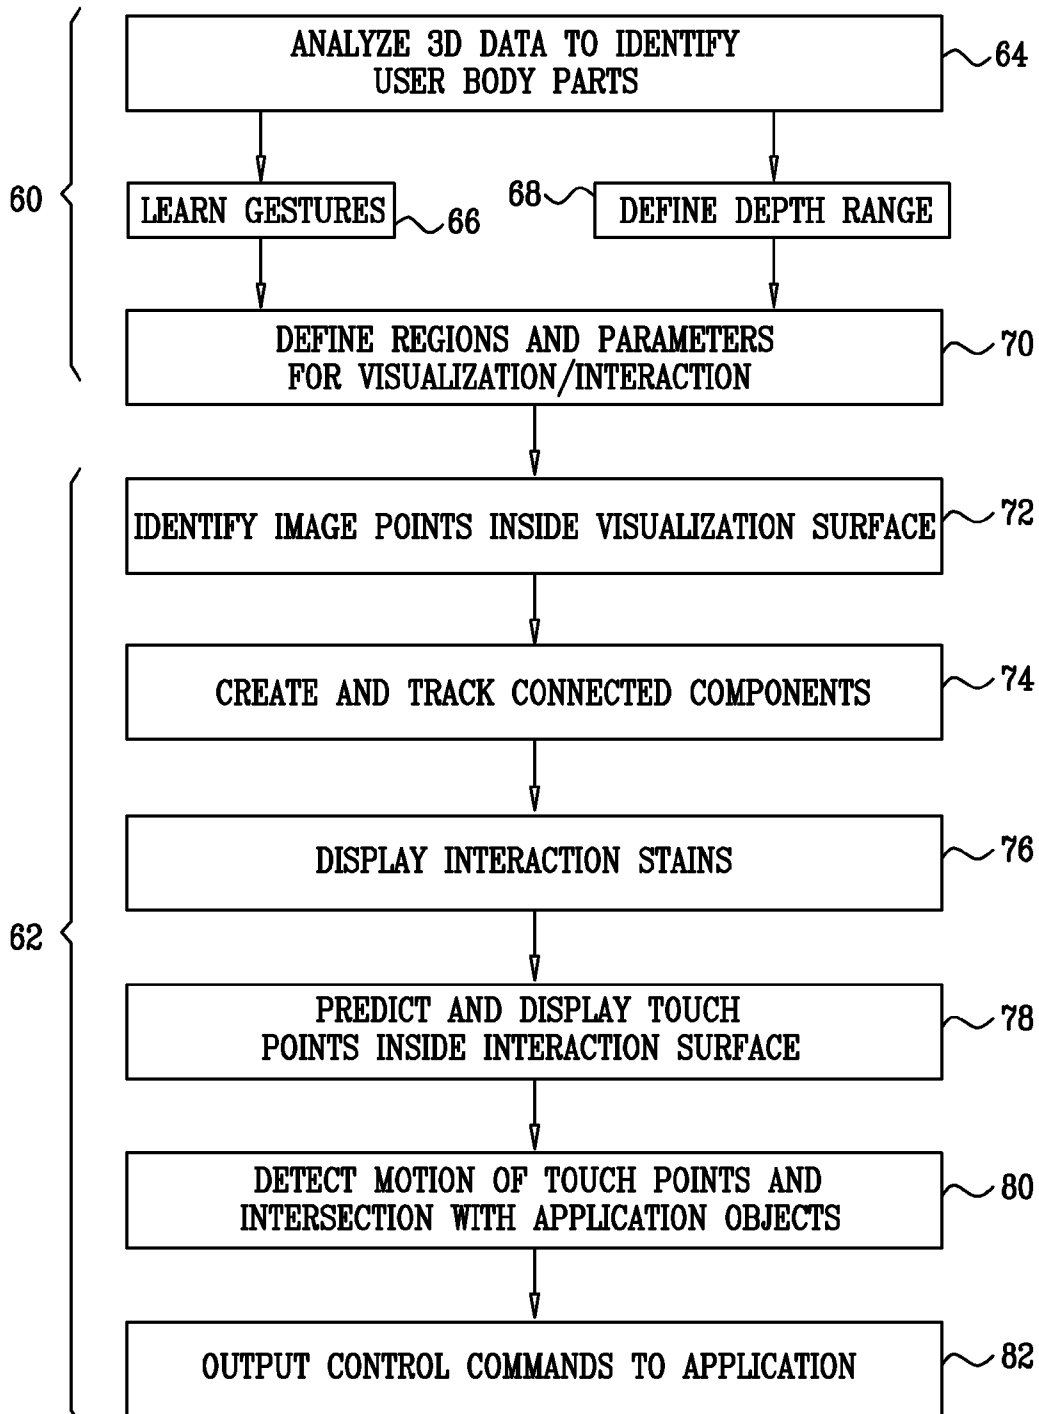 ANALYZE 3D DATA TO IDENTIFY
USER BODY PARTS
64
60
LEARN GESTURES
66
68
DEFINE DEPTH RANGE
DEFINE REGIONS AND PARAMETERS
FOR VISUALIZATION/INTERACTION
70
IDENTIFY IMAGE POINTS INSIDE VISUALIZATION SURFACE
72
CREATE AND TRACK CONNECTED COMPONENTS
74
DISPLAY INTERACTION STAINS
76
62
PREDICT AND DISPLAY TOUCH
POINTS INSIDE INTERACTION SURFACE
78
DETECT MOTION OF TOUCH POINTS AND
INTERSECTION WITH APPLICATION OBJECTS
80
OUTPUT CONTROL COMMANDS TO APPLICATION
82